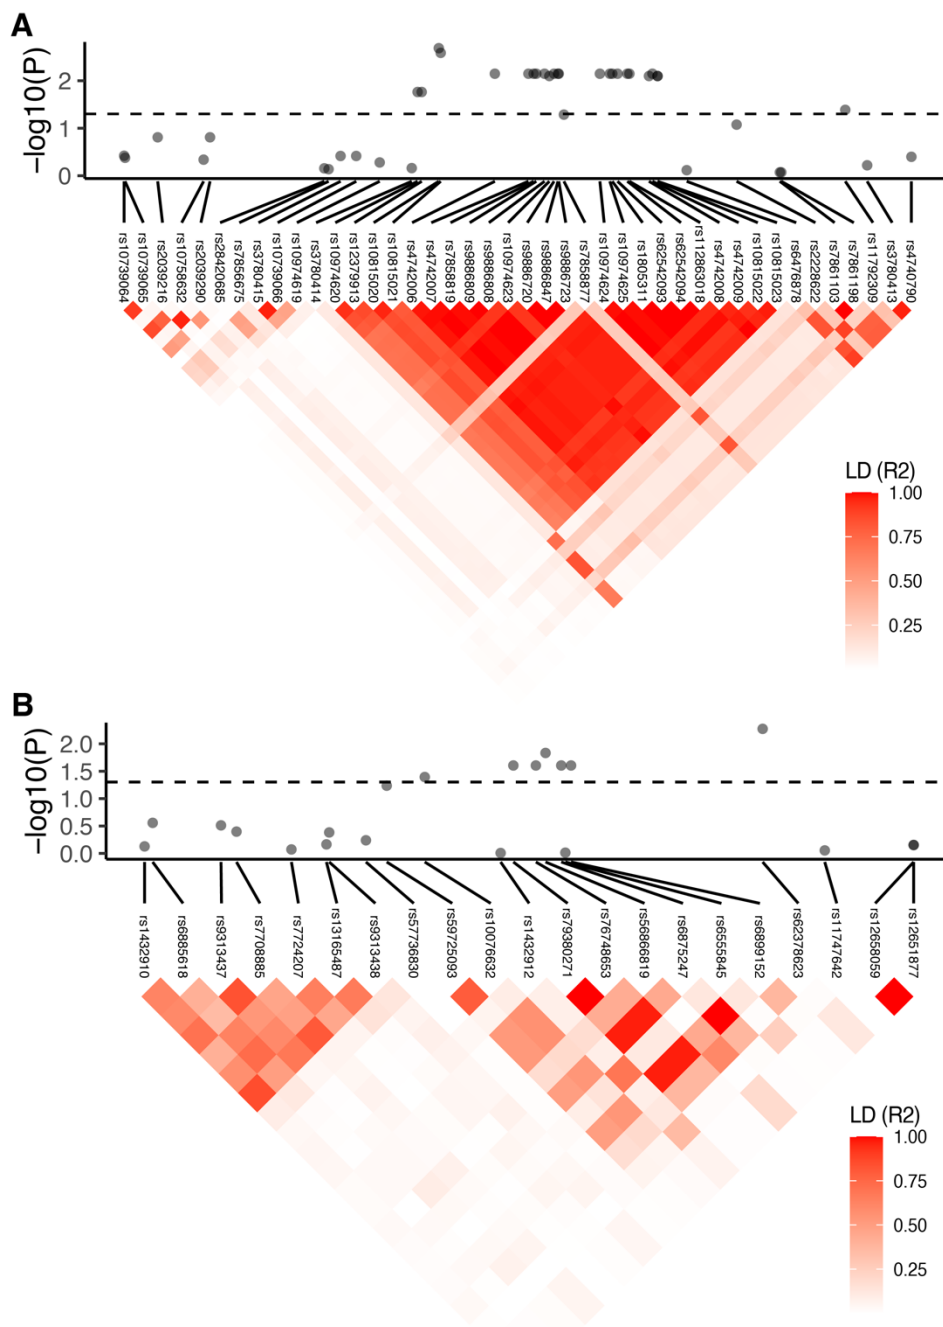 A
−log10(P)
2
1
0
rs10739064
rs10739065
rs2039216
rs10758632
rs2039290
rs2842068​5
rs7856675
rs3780415
rs10739066
rs10974619
rs3780414
rs10974620
rs12379913
rs10815020
rs10815021
rs4742006
rs4742007
rs7858819
rs9886809
rs9886808
rs10974623
rs9886720
rs9886847
rs9886723
rs7858877
rs10974624
rs10974625
rs1805311
rs62542093
rs62542094
rs112863018
rs4742008
rs4742009
rs10815022
rs10815023
rs6476878
rs2228622
rs7861103
rs7861199
rs11792309
rs3780413
rs4740790
LD (R2)
1.00
0.75
0.50
0.25
B
−log10(P)
2.0
1.5
1.0
0.5
0.0
rs1432910
rs6885618
rs9313437
rs7708885
rs7724207
rs13165487
rs9313438
rs57736830
rs59725093
rs10076632
rs1432912
rs79380271
rs76748653
rs56866819
rs6875247
rs6555845
rs6899152
rs62378623
rs11747642
rs12658059
rs12651877
LD (R2)
1.00
0.75
0.50
0.25